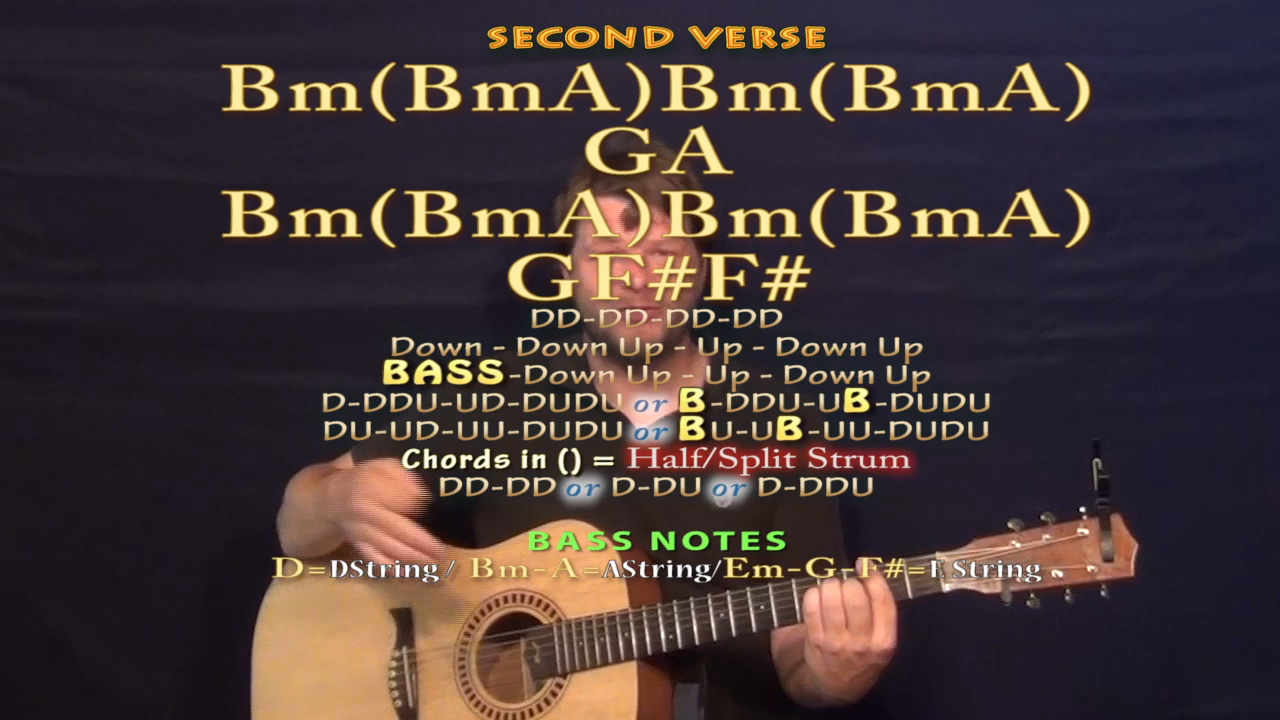 SECOND VERSE
Bm(BmA)Bm(BmA)
GA
Bm(BmA)Bm(BmA)
GF#F#
DD-DD-DD-DD
Down - Down Up - Up - Down Up
BASS-Down Up - Up - Down Up
D-DDU-UD-DUDU or B-DDU-UB-DUDU
DU-UD-UU-DUDU or BU-UB-UU-DUDU
Chords in () = Half/Split Strum
DD-DD or D-DU or D-DDU
BASS NOTES
D=DString/ Bm-A=AString/Em-G-F#=E String